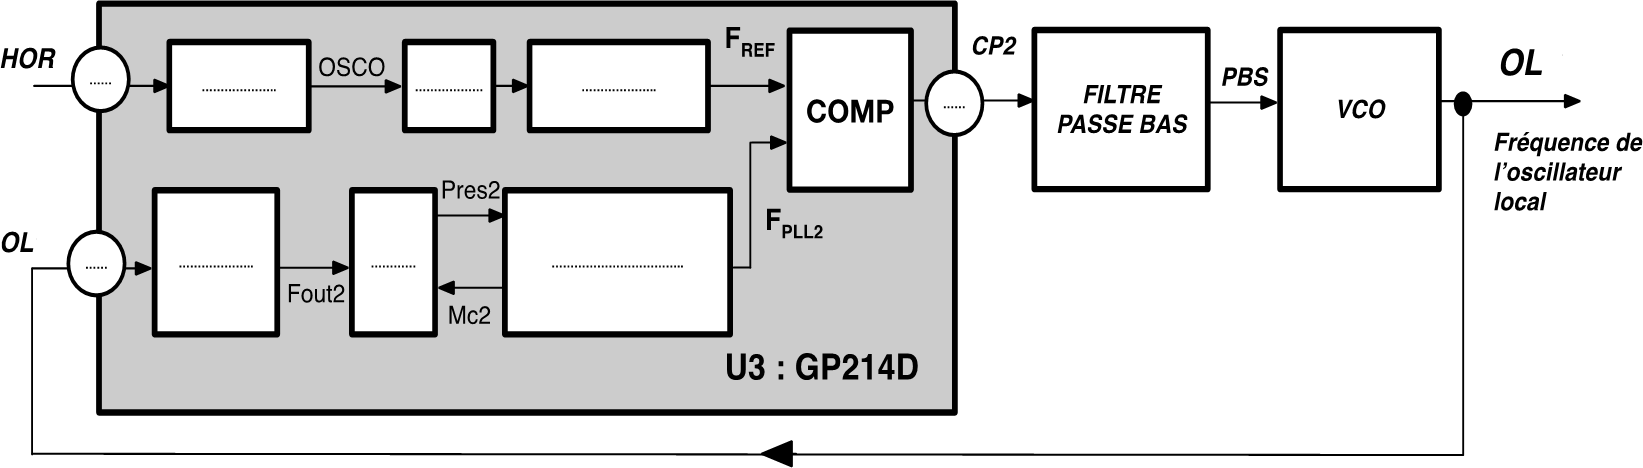 HOR
......
..................
OSCO
................
..................
FREF
COMP
CP2
......
FILTRE
PASSE BAS
PBS
VCO
OL
Fréquence de
l'oscillateur
local
OL
......
..................
Fout2
...........
Pres2
Mc2
................................
FPLL2
U3 : GP214D